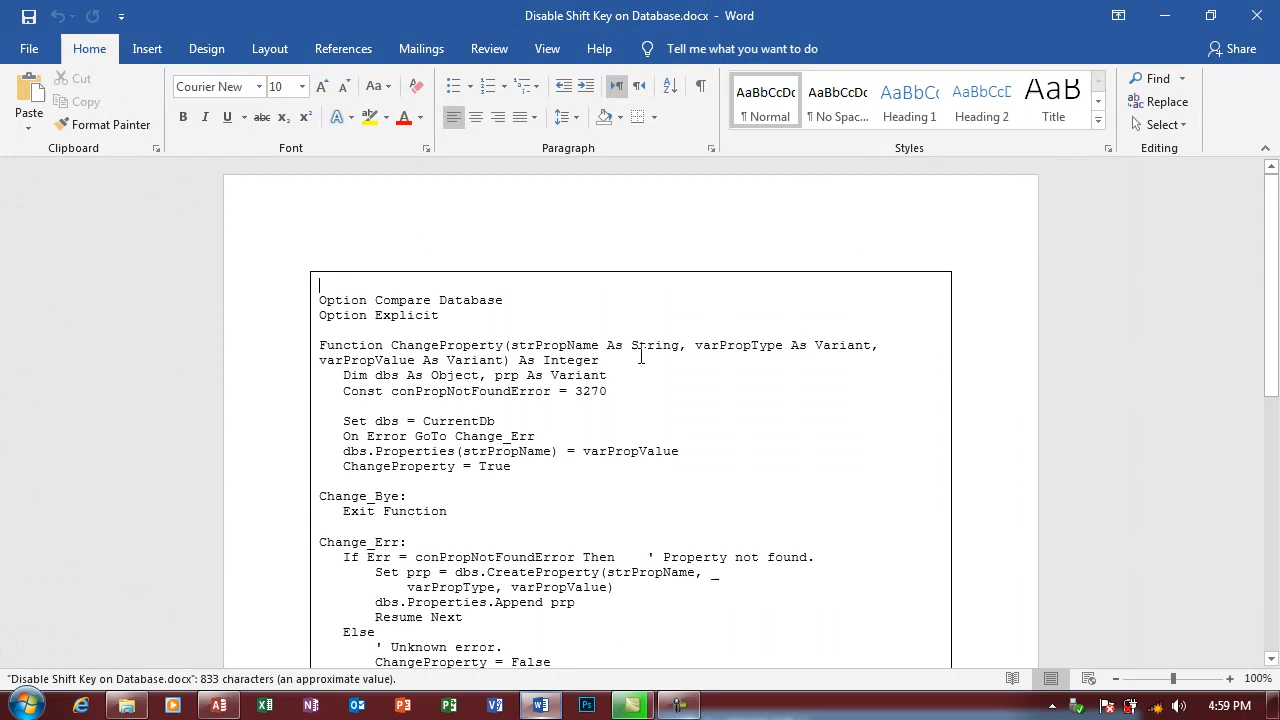 Disable Shift Key on Database.docx - Word
File Home Insert Design Layout References Mailings Review View Help Tell me what you want to do Share
Cut
Copy
Paste
Format Painter
Clipboard
Courier New 10
Font
Paragraph
AaBbCcDc AaBbCcDc AaBbCc AaBbCcD AaB
¶ Normal ¶ No Spac... Heading 1 Heading 2 Title
Styles
Find
Replace
Select
Editing
Option Compare Database
Option Explicit
Function ChangeProperty(strPropName As String, varPropType As Variant,
varPropValue As Variant) As Integer
Dim dbs As Object, prp As Variant
Const conPropNotFoundError = 3270
Set dbs = CurrentDb
On Error GoTo Change_Err
dbs.Properties(strPropName) = varPropValue
ChangeProperty = True
Change_Bye:
Exit Function
Change_Err:
If Err = conPropNotFoundError Then ' Property not found.
Set prp = dbs.CreateProperty(strPropName, _
varPropType, varPropValue)
dbs.Properties.Append prp
Resume Next
Else
' Unknown error.
ChangeProperty = False
"Disable Shift Key on Database.docx": 833 characters (an approximate value).
100%
4:59 PM